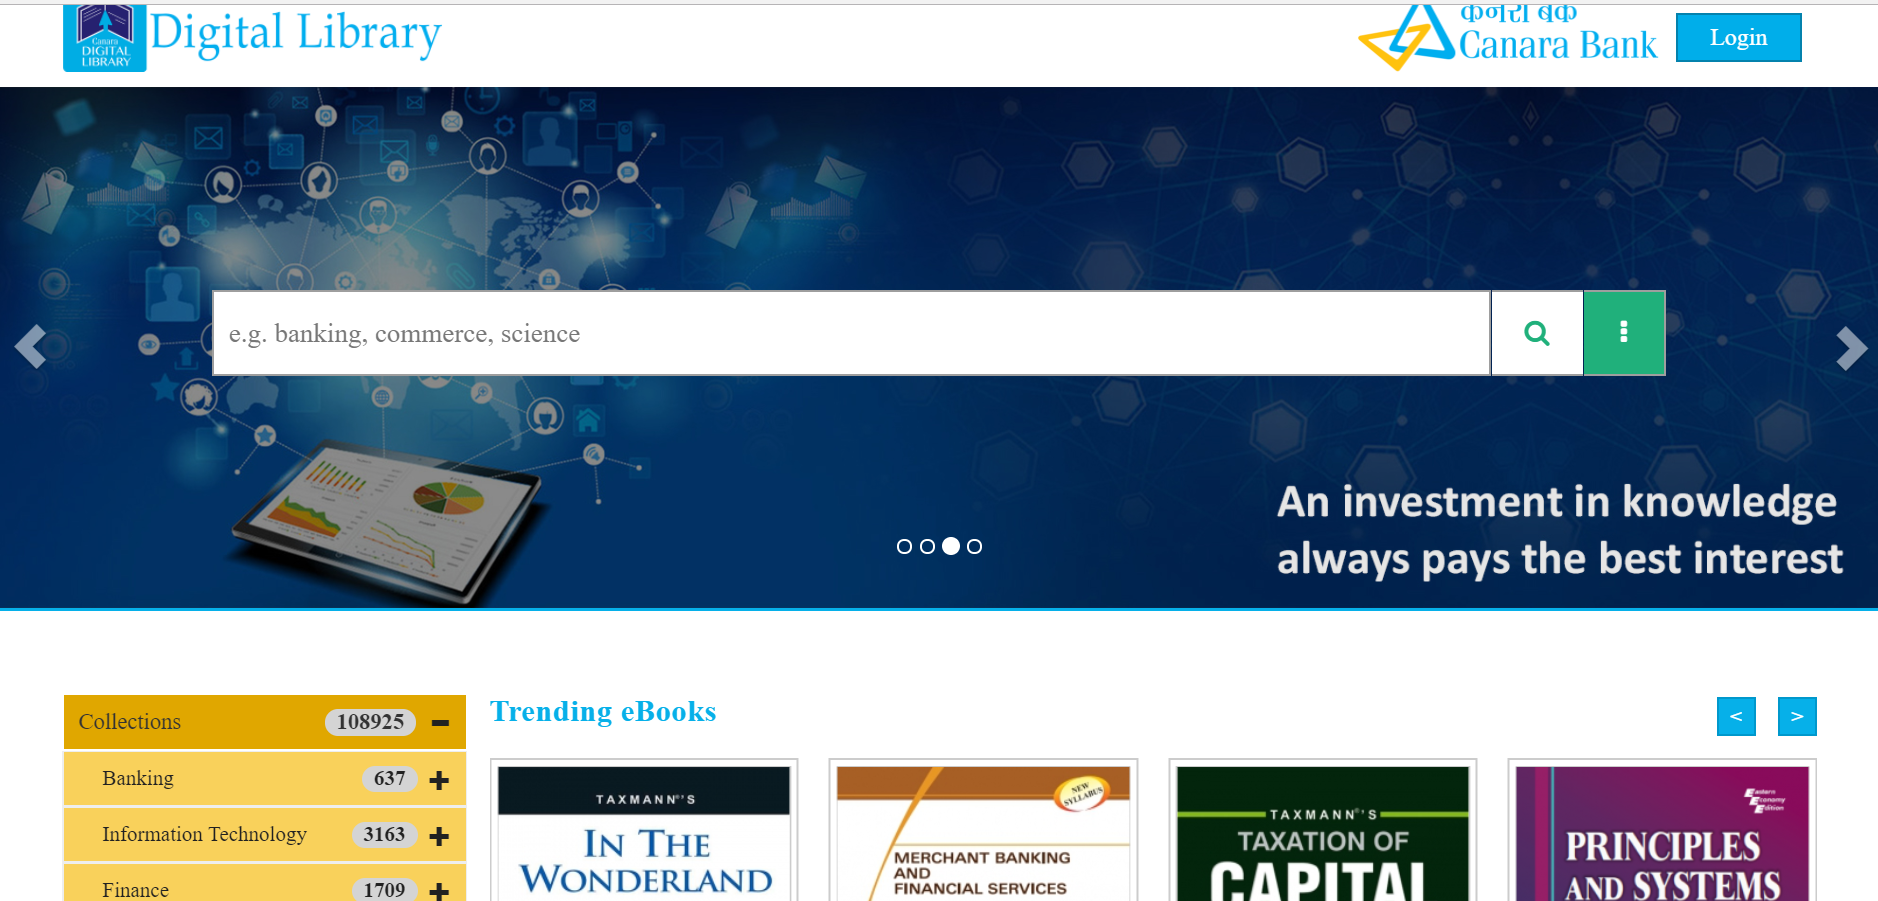 Canara
DIGITAL
LIBRARY
Digital Library
केनरा बैंक
Canara Bank
Login
e.g. banking, commerce, science
An investment in knowledge
always pays the best interest
Collections 108925
Banking 637
Information Technology 3163
Finance 1709
Trending eBooks
< >
TAXMANN®'S
IN THE
WONDERLAND
NEW
SYLLABUS
MERCHANT BANKING
AND
FINANCIAL SERVICES
TAXMANN®'S
TAXATION OF
CAPITAL
Eastern
Economy
Edition
PRINCIPLES
AND SYSTEMS